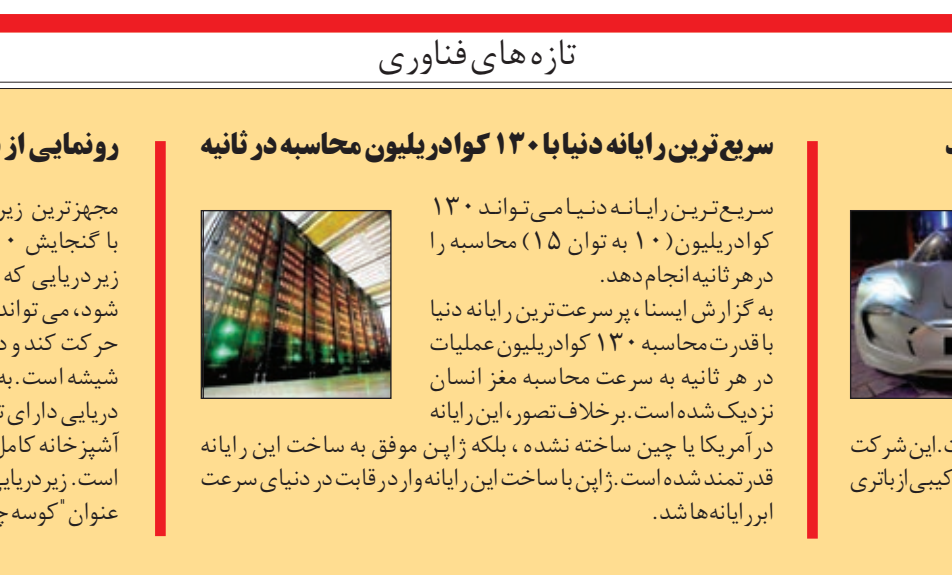 تازه های فناوری
ت.این شرکت
کیبی از باتری
سریع‌ترین رایانه دنیا با ۱۳۰ کوادریلیون محاسبه در ثانیه
سریع‌ترین رایانه دنیا می‌تواند ۱۳۰
کوادریلیون(۱۰ به توان ۱۵) محاسبه را
در هر ثانیه انجام دهد.
به گزارش ایسنا، پرسرعت‌ترین رایانه دنیا
با قدرت محاسبه ۱۳۰ کوادریلیون عملیات
در هر ثانیه به سرعت محاسبه مغز انسان
نزدیک شده است.بر خلاف تصور، این رایانه
در آمریکا یا چین ساخته نشده ، بلکه ژاپن موفق به ساخت این رایانه
قدرتمند شده است.ژاپن با ساخت این رایانه وارد رقابت در دنیای سرعت
ابررایانه‌ها شد.
رونمایی از
مجهزترین زیر
با گنجایش
زیردریایی که
شود، می تواند
حرکت کند و د
شیشه است.به
دریایی دارای ت
آشپزخانه کامل
است. زیردریایی
عنوان "کوسه چ